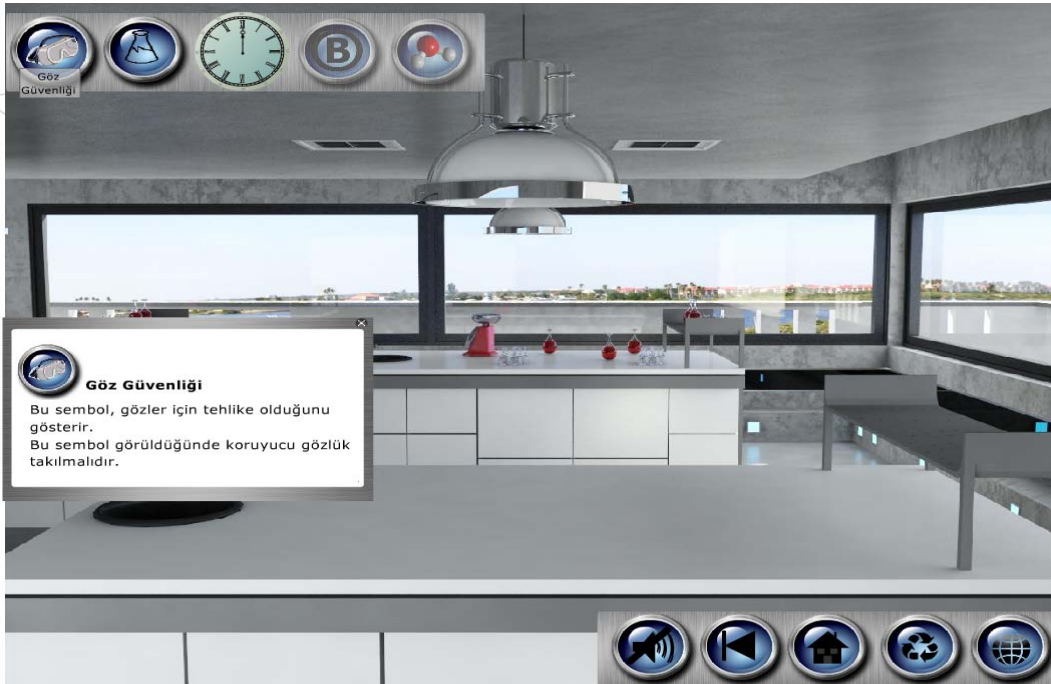 Göz
Güvenliği
B
Göz Güvenliği
Bu sembol, gözler için tehlike olduğunu
gösterir.
Bu sembol görüldüğünde koruyucu gözlük
takılmalıdır.